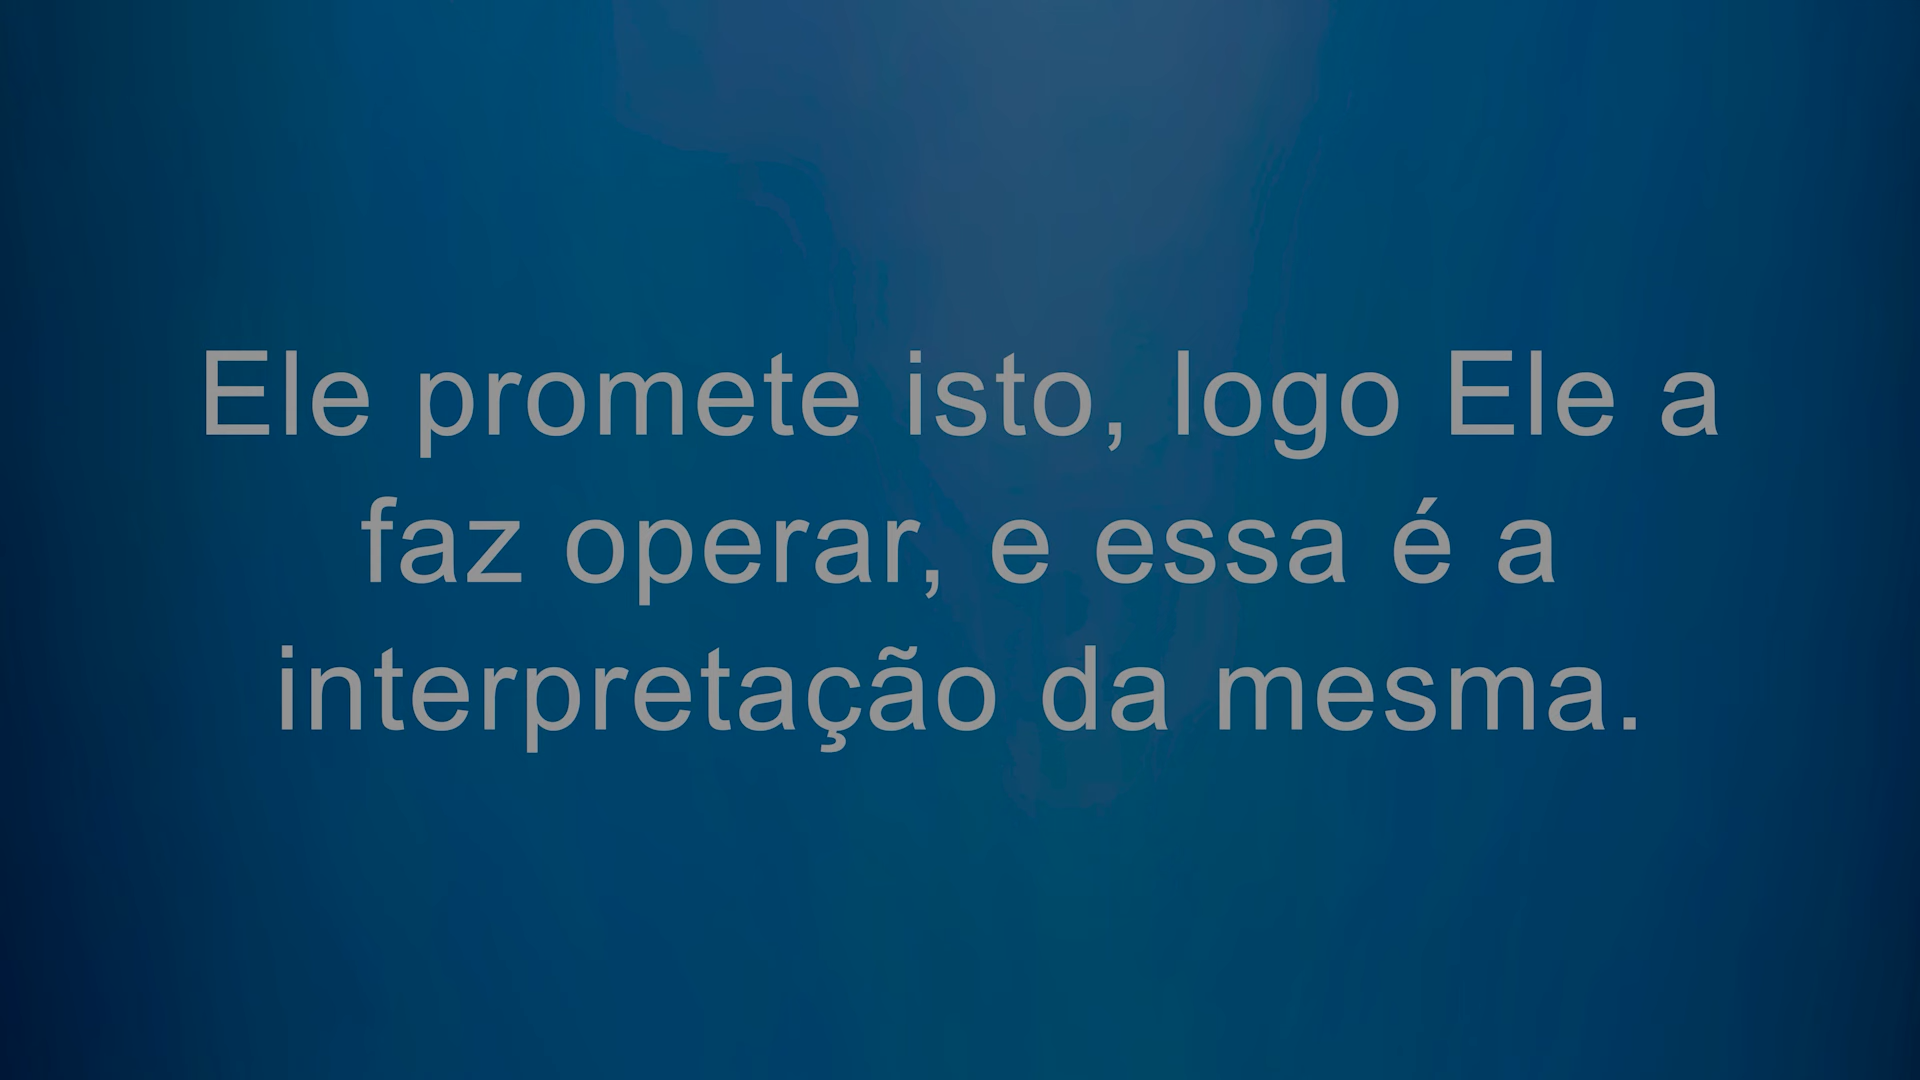 Ele promete isto, logo Ele a
faz operar, e essa é a
interpretação da mesma.